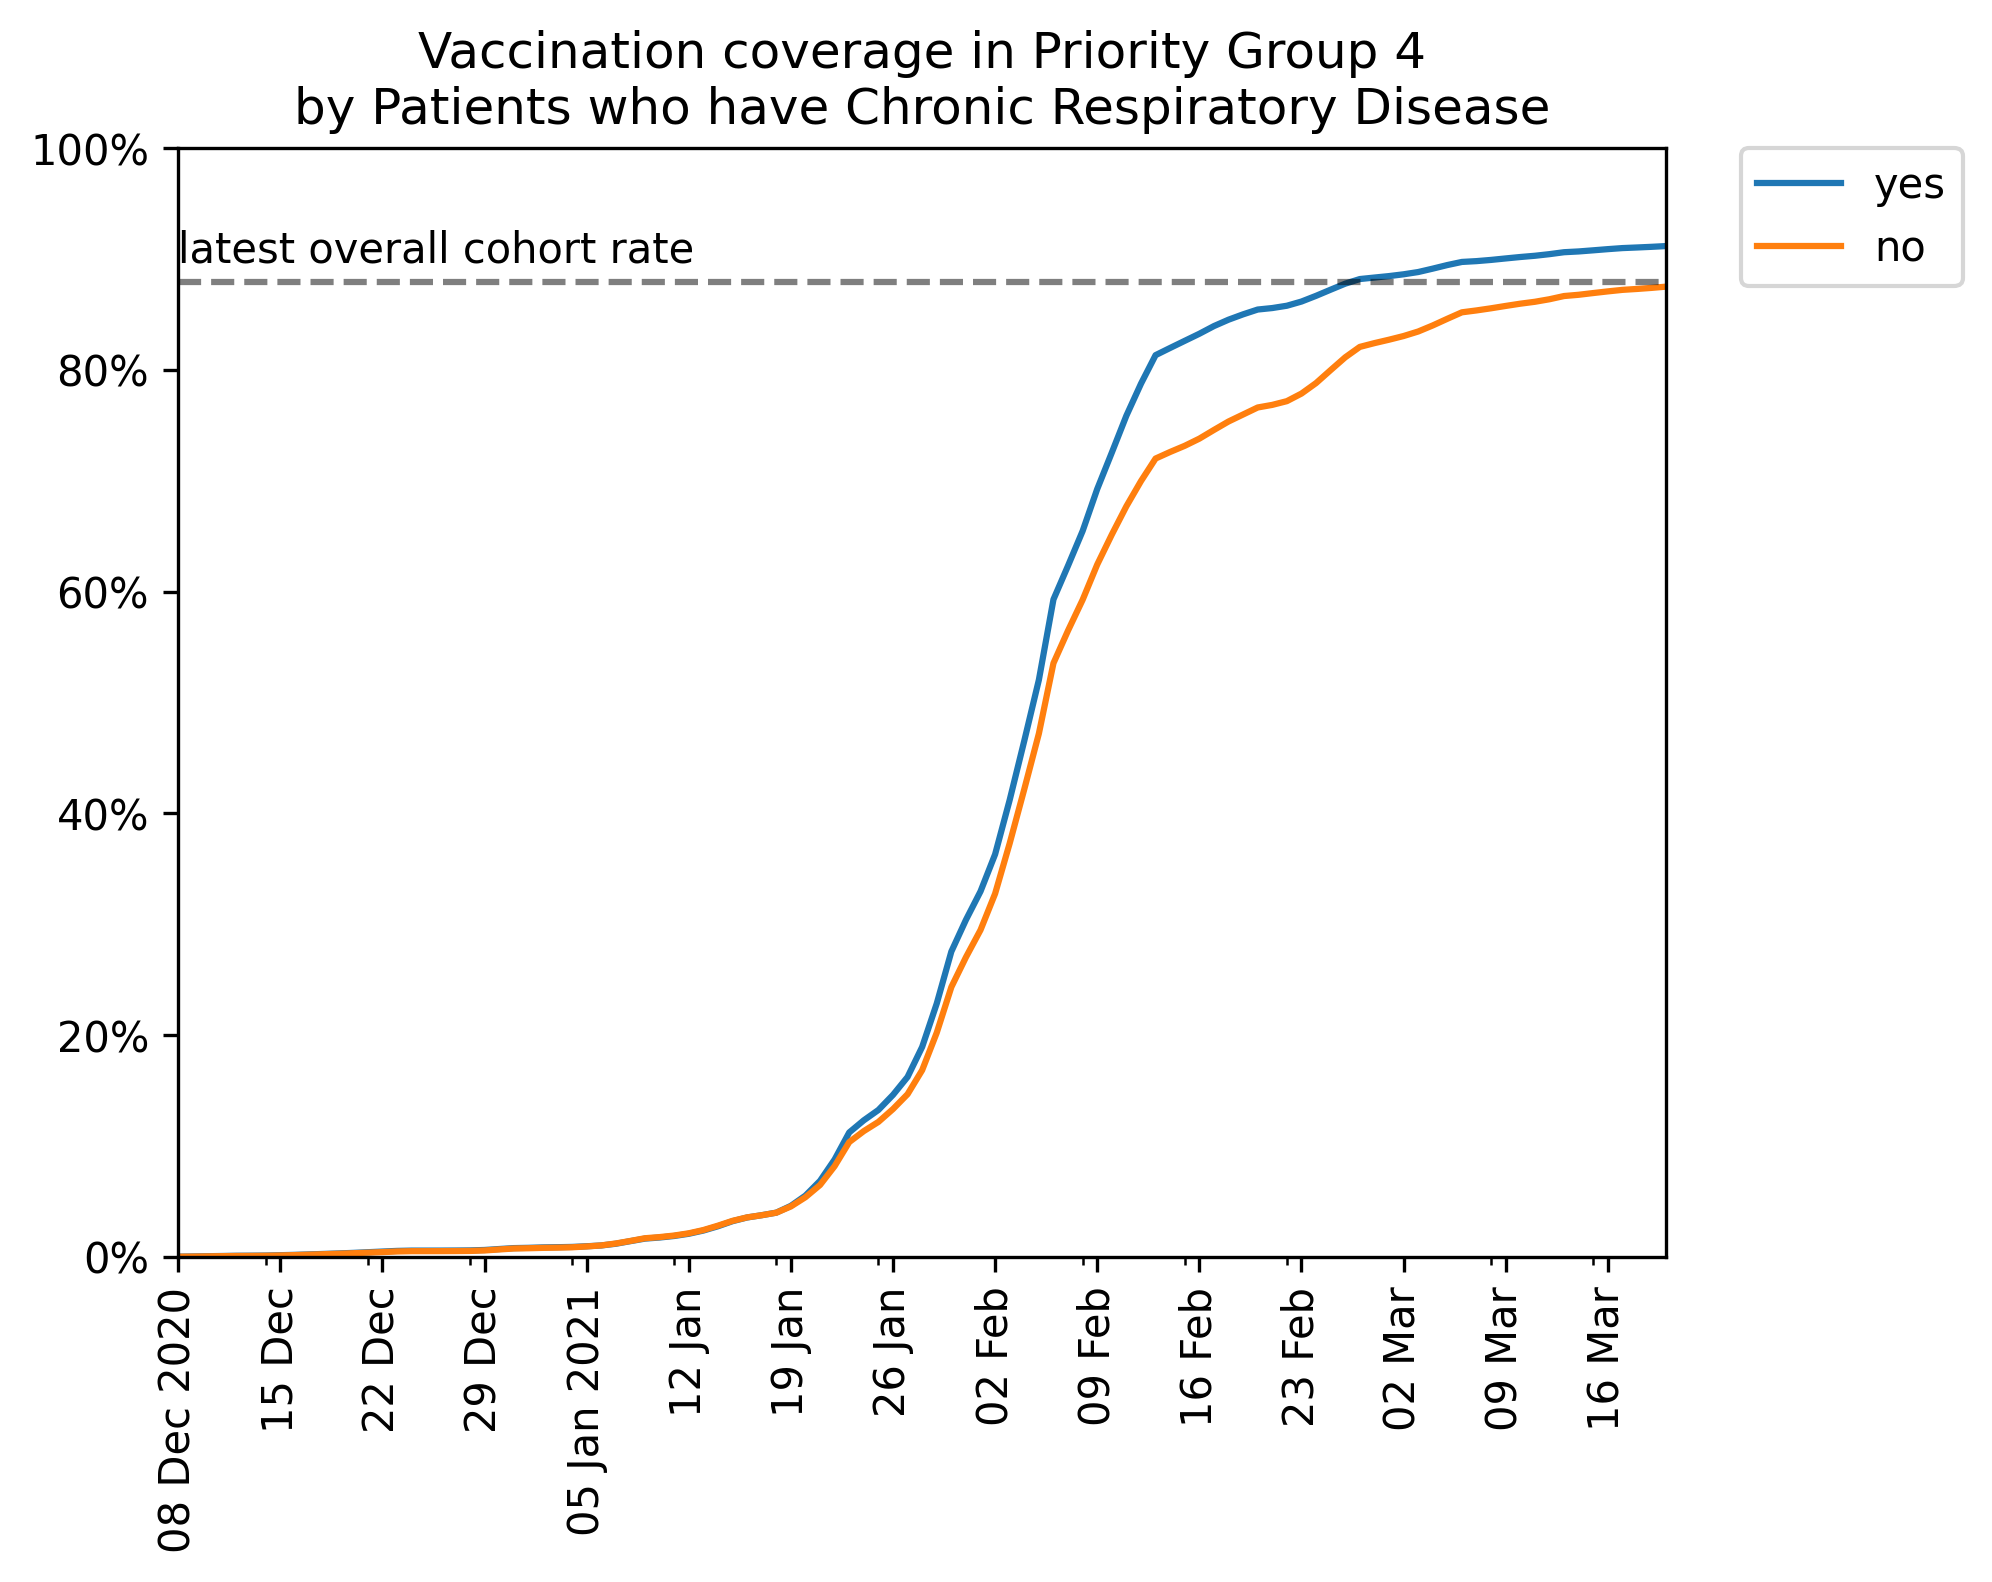 Vaccination coverage in Priority Group 4
by Patients who have Chronic Respiratory Disease
100%
80%
60%
40%
20%
0%
latest overall cohort rate
yes
no
08 Dec 2020
15 Dec
22 Dec
29 Dec
05 Jan 2021
12 Jan
19 Jan
26 Jan
02 Feb
09 Feb
16 Feb
23 Feb
02 Mar
09 Mar
16 Mar